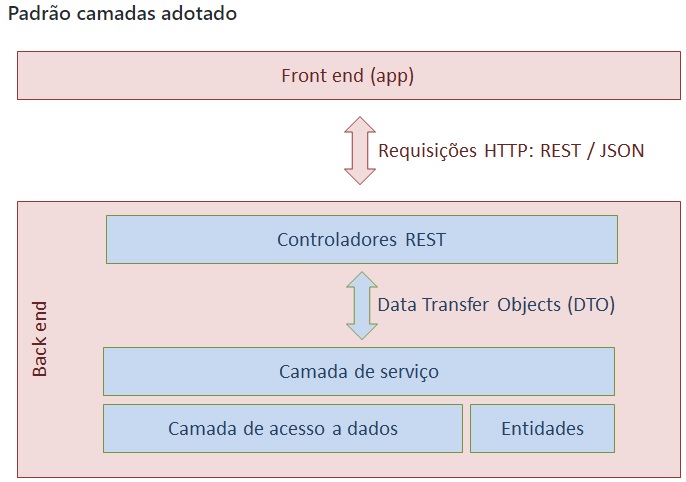 Padrão camadas adotado
Front end (app)
Requisições HTTP: REST / JSON
Controladores REST
Data Transfer Objects (DTO)
Back end
Camada de serviço
Camada de acesso a dados
Entidades